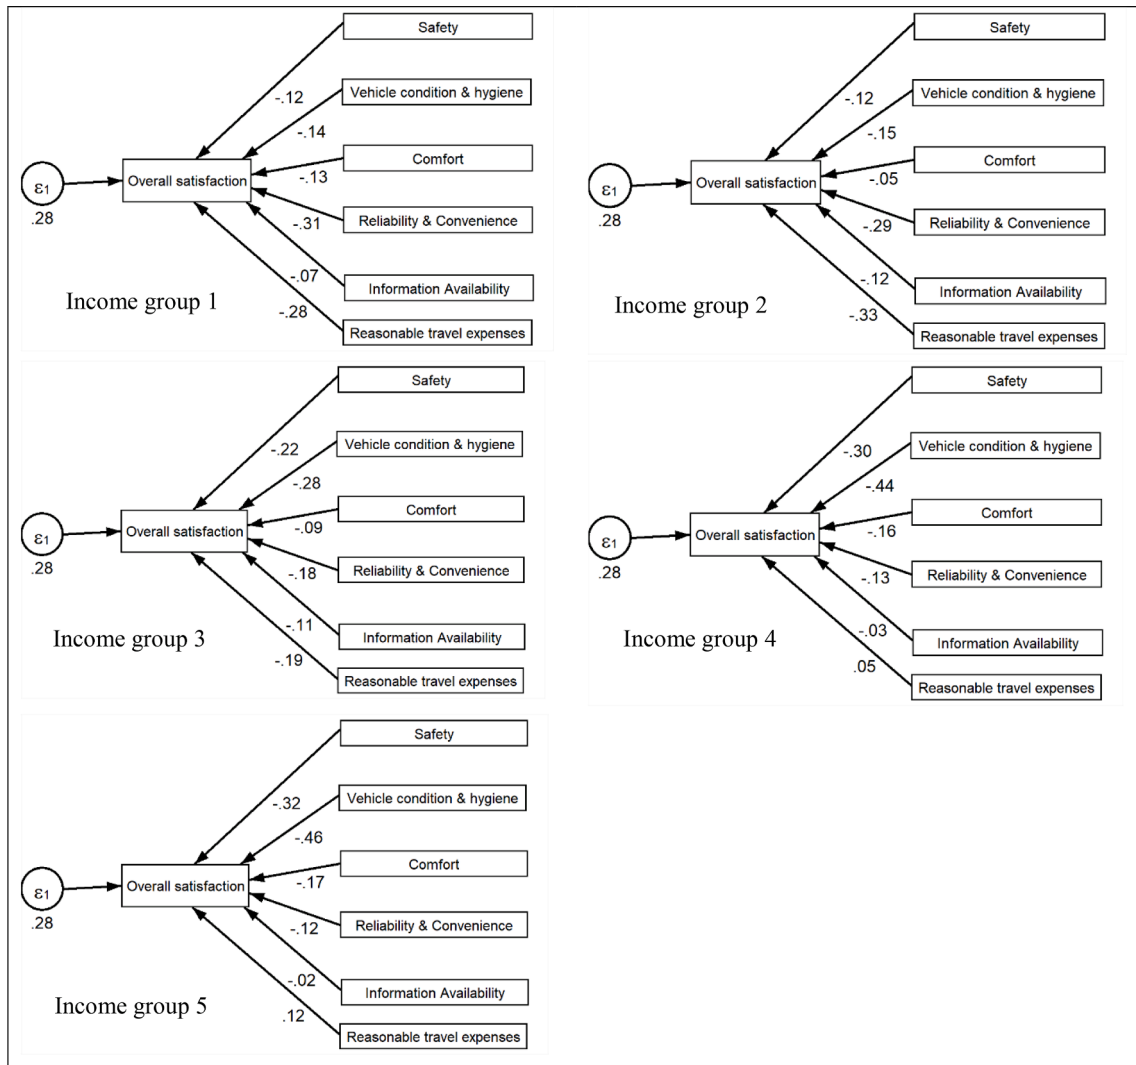 Safety
-.12
Vehicle condition & hygiene
-.14
Comfort
-.13
ε1
Overall satisfaction
.28
Reliability & Convenience
-.31
-.07
Information Availability
-.28
Reasonable travel expenses
Income group 1
Safety
-.12
Vehicle condition & hygiene
-.15
Comfort
-.05
ε1
Overall satisfaction
.28
Reliability & Convenience
-.29
-.12
Information Availability
-.33
Reasonable travel expenses
Income group 2
Safety
-.22
Vehicle condition & hygiene
-.28
Comfort
-.09
ε1
Overall satisfaction
.28
Reliability & Convenience
-.18
-.11
Information Availability
-.19
Reasonable travel expenses
Income group 3
Safety
-.30
Vehicle condition & hygiene
-.44
Comfort
-.16
ε1
Overall satisfaction
.28
Reliability & Convenience
-.13
-.03
Information Availability
.05
Reasonable travel expenses
Income group 4
Safety
-.32
Vehicle condition & hygiene
-.46
Comfort
-.17
ε1
Overall satisfaction
.28
Reliability & Convenience
-.12
-.02
Information Availability
.12
Reasonable travel expenses
Income group 5